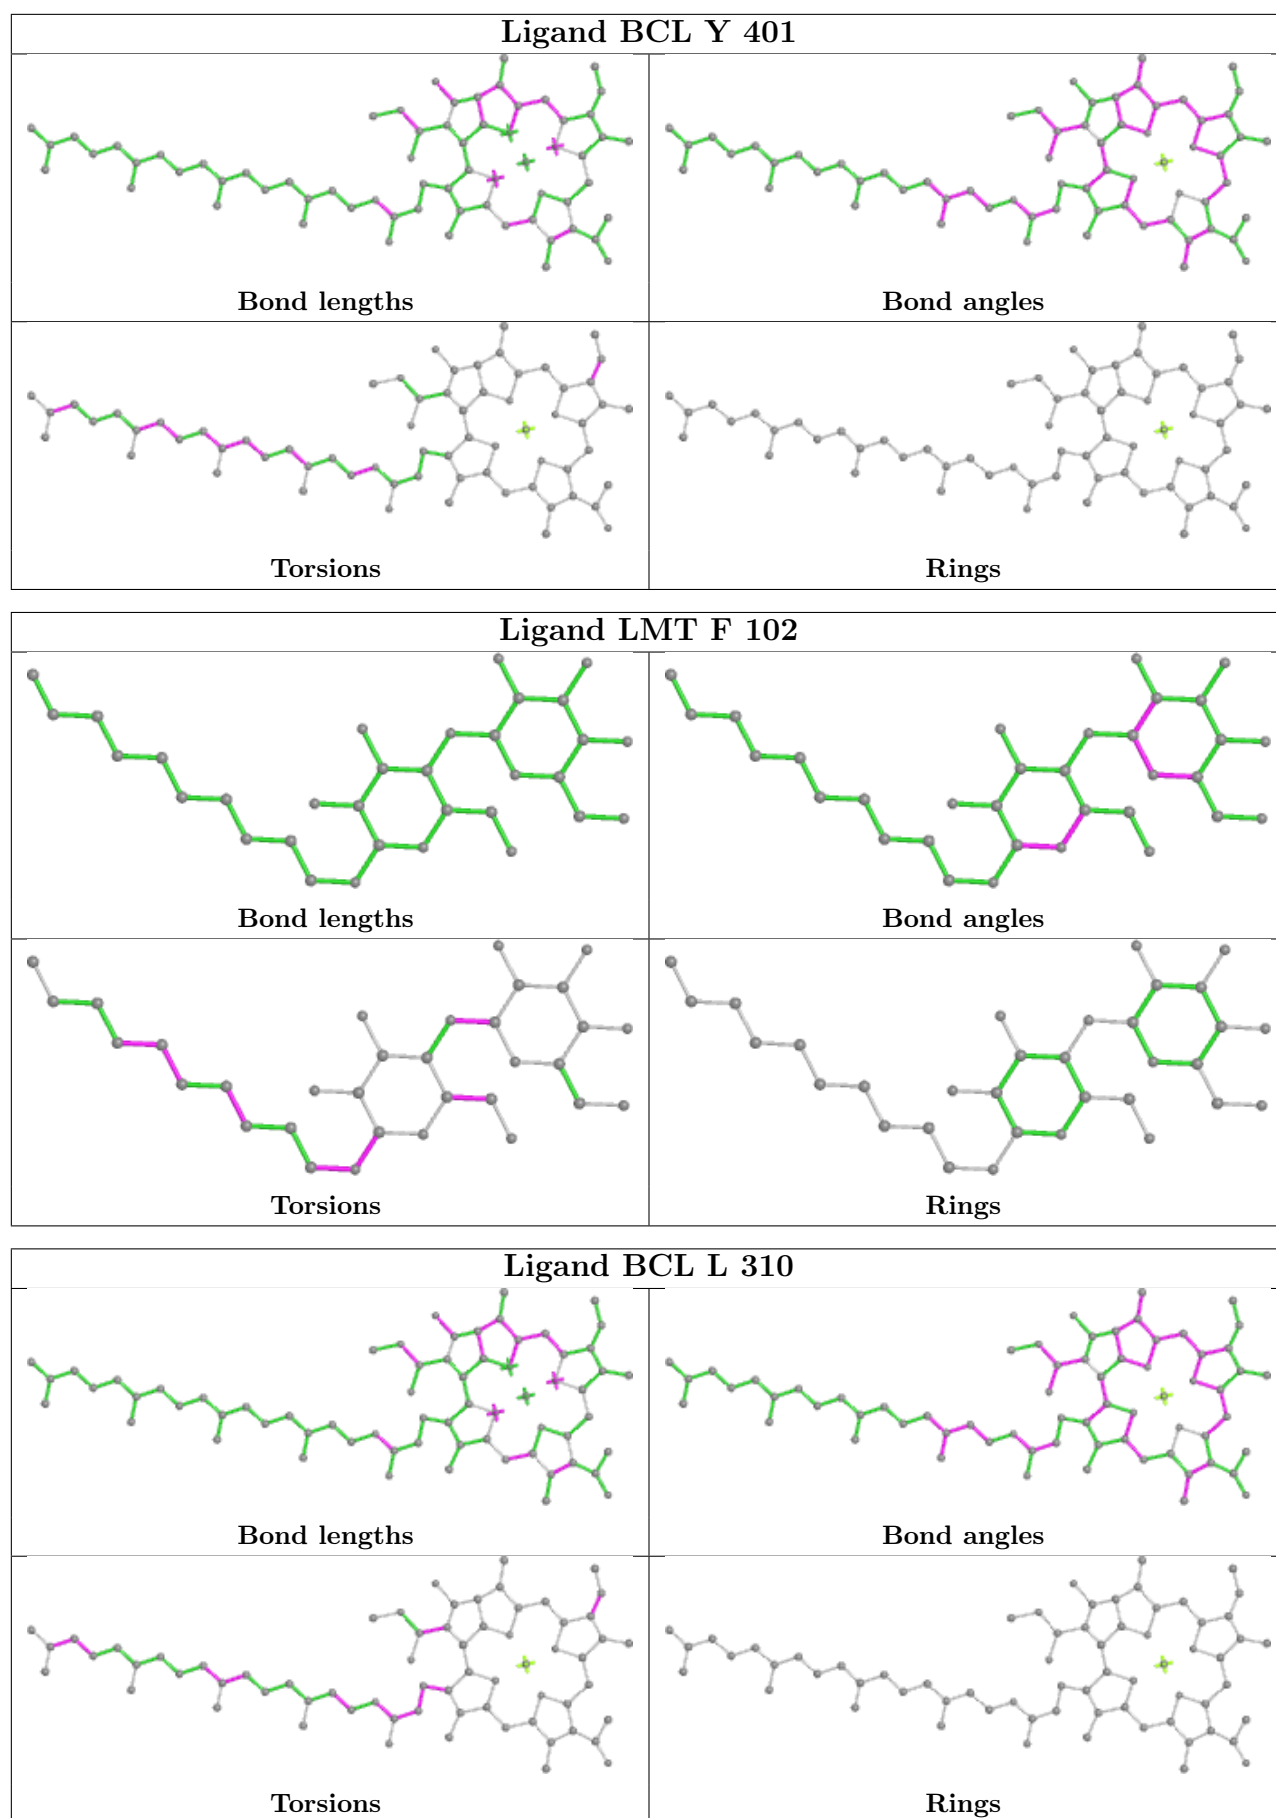 Ligand BCL Y 401
Bond lengths
Bond angles
Torsions
Rings
Ligand LMT F 102
Bond lengths
Bond angles
Torsions
Rings
Ligand BCL L 310
Bond lengths
Bond angles
Torsions
Rings